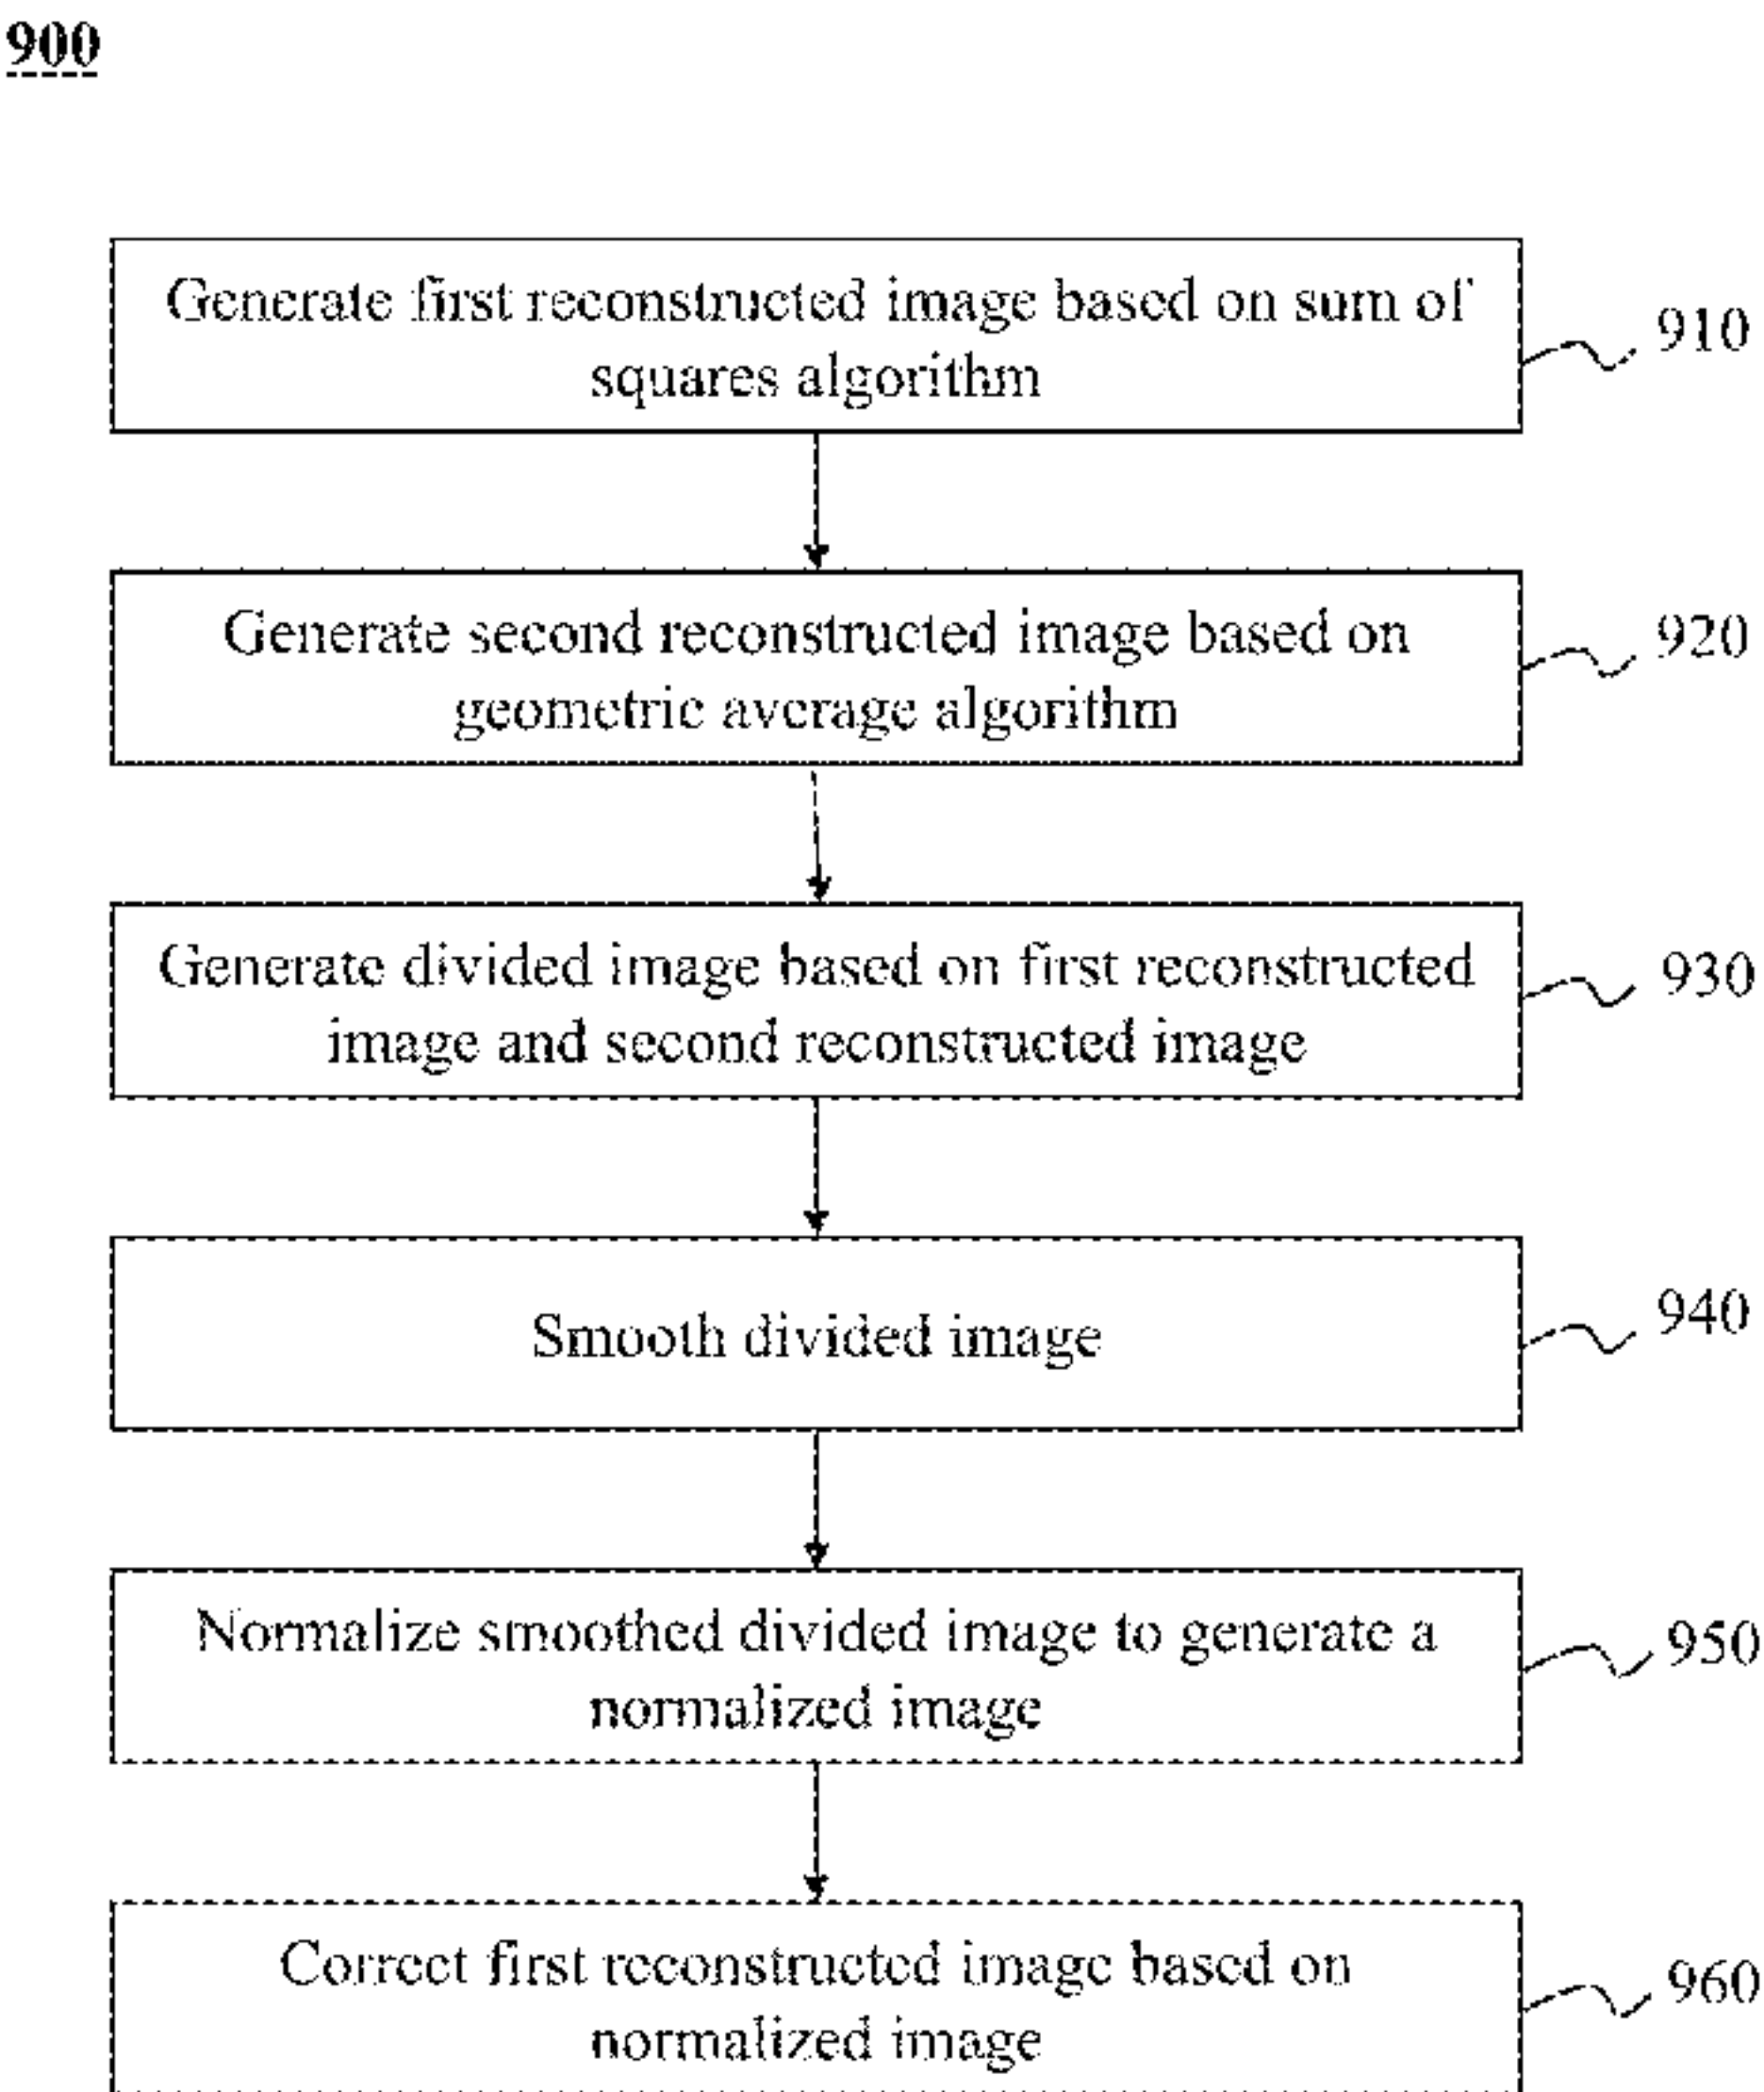 900
Generate first reconstructed image based on sum of
squares algorithm
910
Generate second reconstructed image based on
geometric average algorithm
920
Generate divided image based on first reconstructed
image and second reconstructed image
930
Smooth divided image
940
Normalize smoothed divided image to generate a
normalized image
950
Correct first reconstructed image based on
normalized image
960